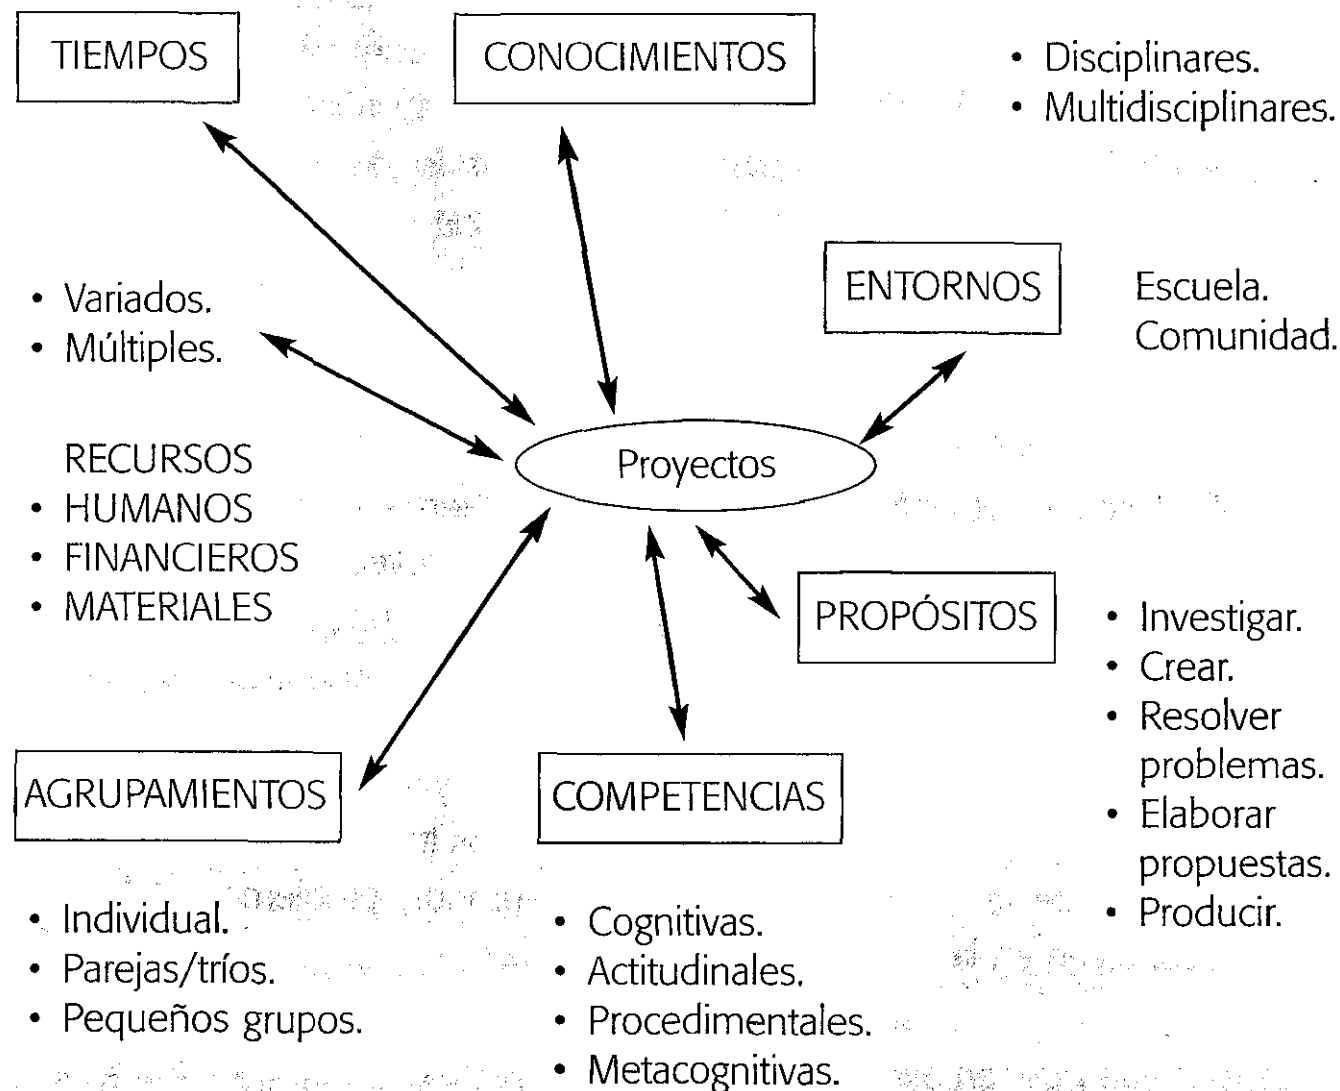 TIEMPOS
CONOCIMIENTOS
• Disciplinares.
• Multidisciplinares.
• Variados.
• Múltiples.
ENTORNOS
Escuela.
Comunidad.
RECURSOS
• HUMANOS
• FINANCIEROS
• MATERIALES
Proyectos
PROPÓSITOS
• Investigar.
• Crear.
• Resolver
problemas.
• Elaborar
propuestas.
• Producir.
AGRUPAMIENTOS
• Individual.
• Parejas/tríos.
• Pequeños grupos.
COMPETENCIAS
• Cognitivas.
• Actitudinales.
• Procedimentales.
• Metacognitivas.